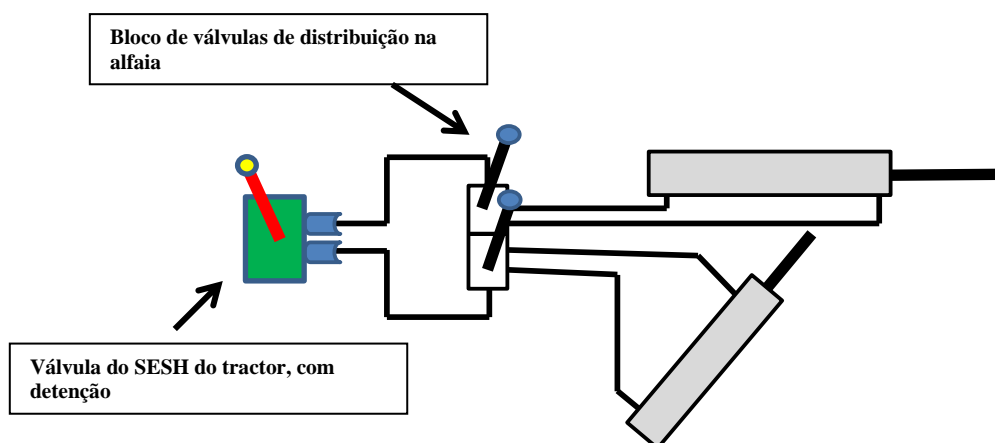 Bloco de válvulas de distribuição na
alfaia
Válvula do SESH do tractor, com
detenção